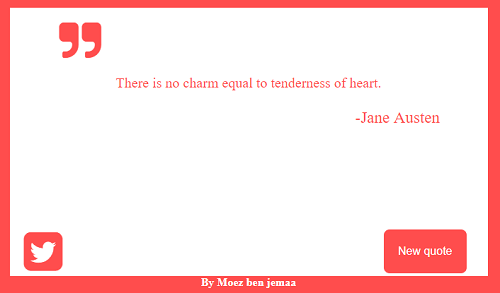 There is no charm equal to tenderness of heart.
-Jane Austen
New quote
By Moez ben jemaa